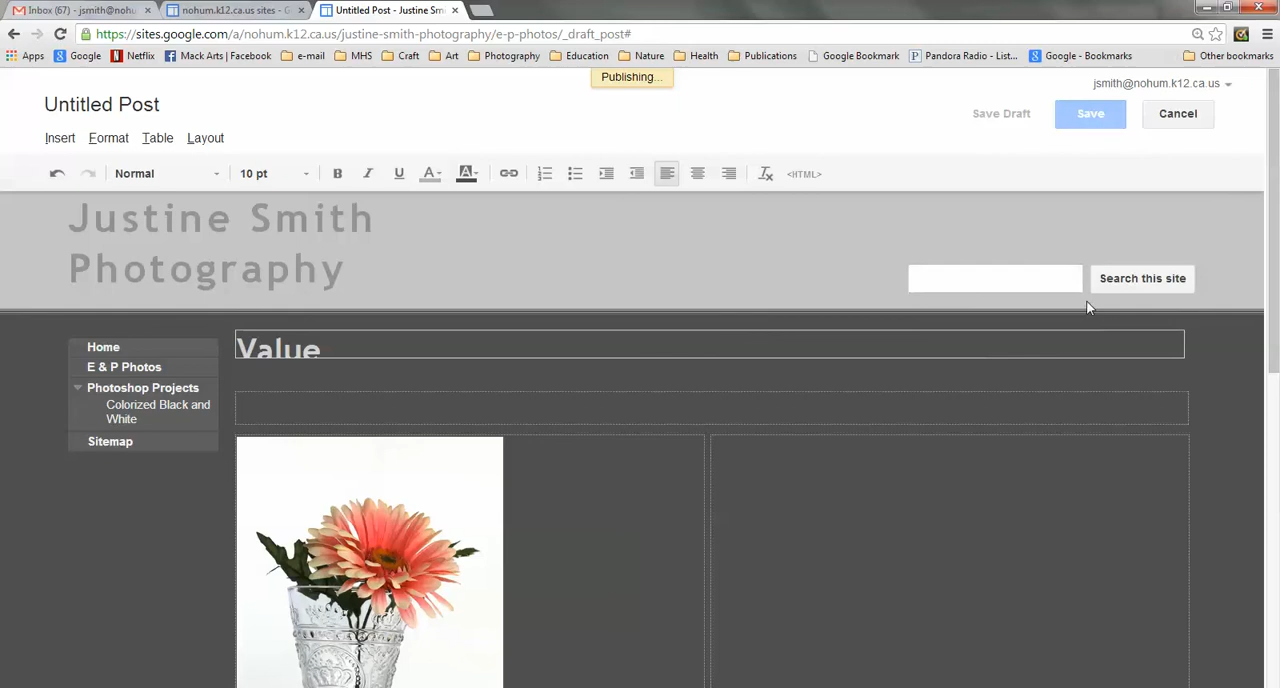 Inbox (67) - jsmith@nohu
nohum.k12.ca.us sites - G
Untitled Post - Justine Sm
https://sites.google.com/a/nohum.k12.ca.us/justine-smith-photography/e-p-photos/_draft_post#
Apps Google Netflix Mack Arts | Facebook e-mail MHS Craft Art Photography Education Nature Health Publications Google Bookmark Pandora Radio - List... Google - Bookmarks Other bookmarks
Publishing...
jsmith@nohum.k12.ca.us
Untitled Post
Save Draft Save Cancel
Insert Format Table Layout
Normal 10 pt B I U A A <HTML>
Justine Smith
Photography
Search this site
Home
Value
E & P Photos
Photoshop Projects
Colorized Black and
White
Sitemap